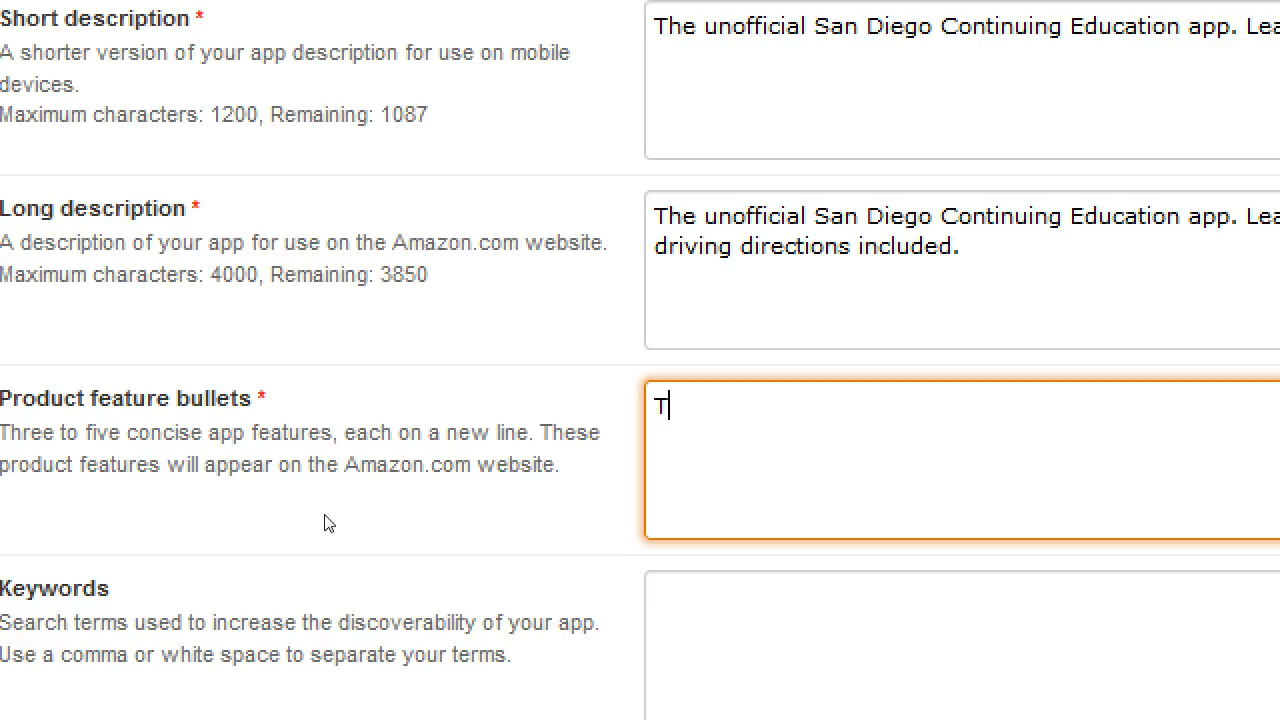 Short description *
A shorter version of your app description for use on mobile
devices.
Maximum characters: 1200, Remaining: 1087
The unofficial San Diego Continuing Education app. Lea
Long description *
A description of your app for use on the Amazon.com website.
Maximum characters: 4000, Remaining: 3850
The unofficial San Diego Continuing Education app. Lea
driving directions included.
Product feature bullets *
Three to five concise app features, each on a new line. These
product features will appear on the Amazon.com website.
T
Keywords
Search terms used to increase the discoverability of your app.
Use a comma or white space to separate your terms.